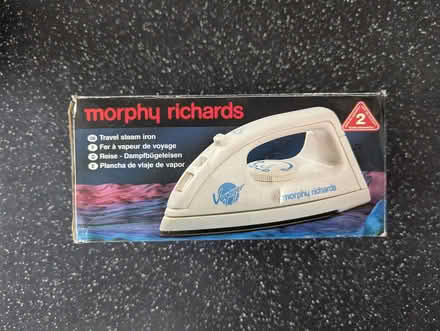 morphy richards
GB Travel steam iron
F Fer à vapeur de voyage
D Reise - Dampfbügeleisen
E Plancha de viaje de vapor
2
morphy richards